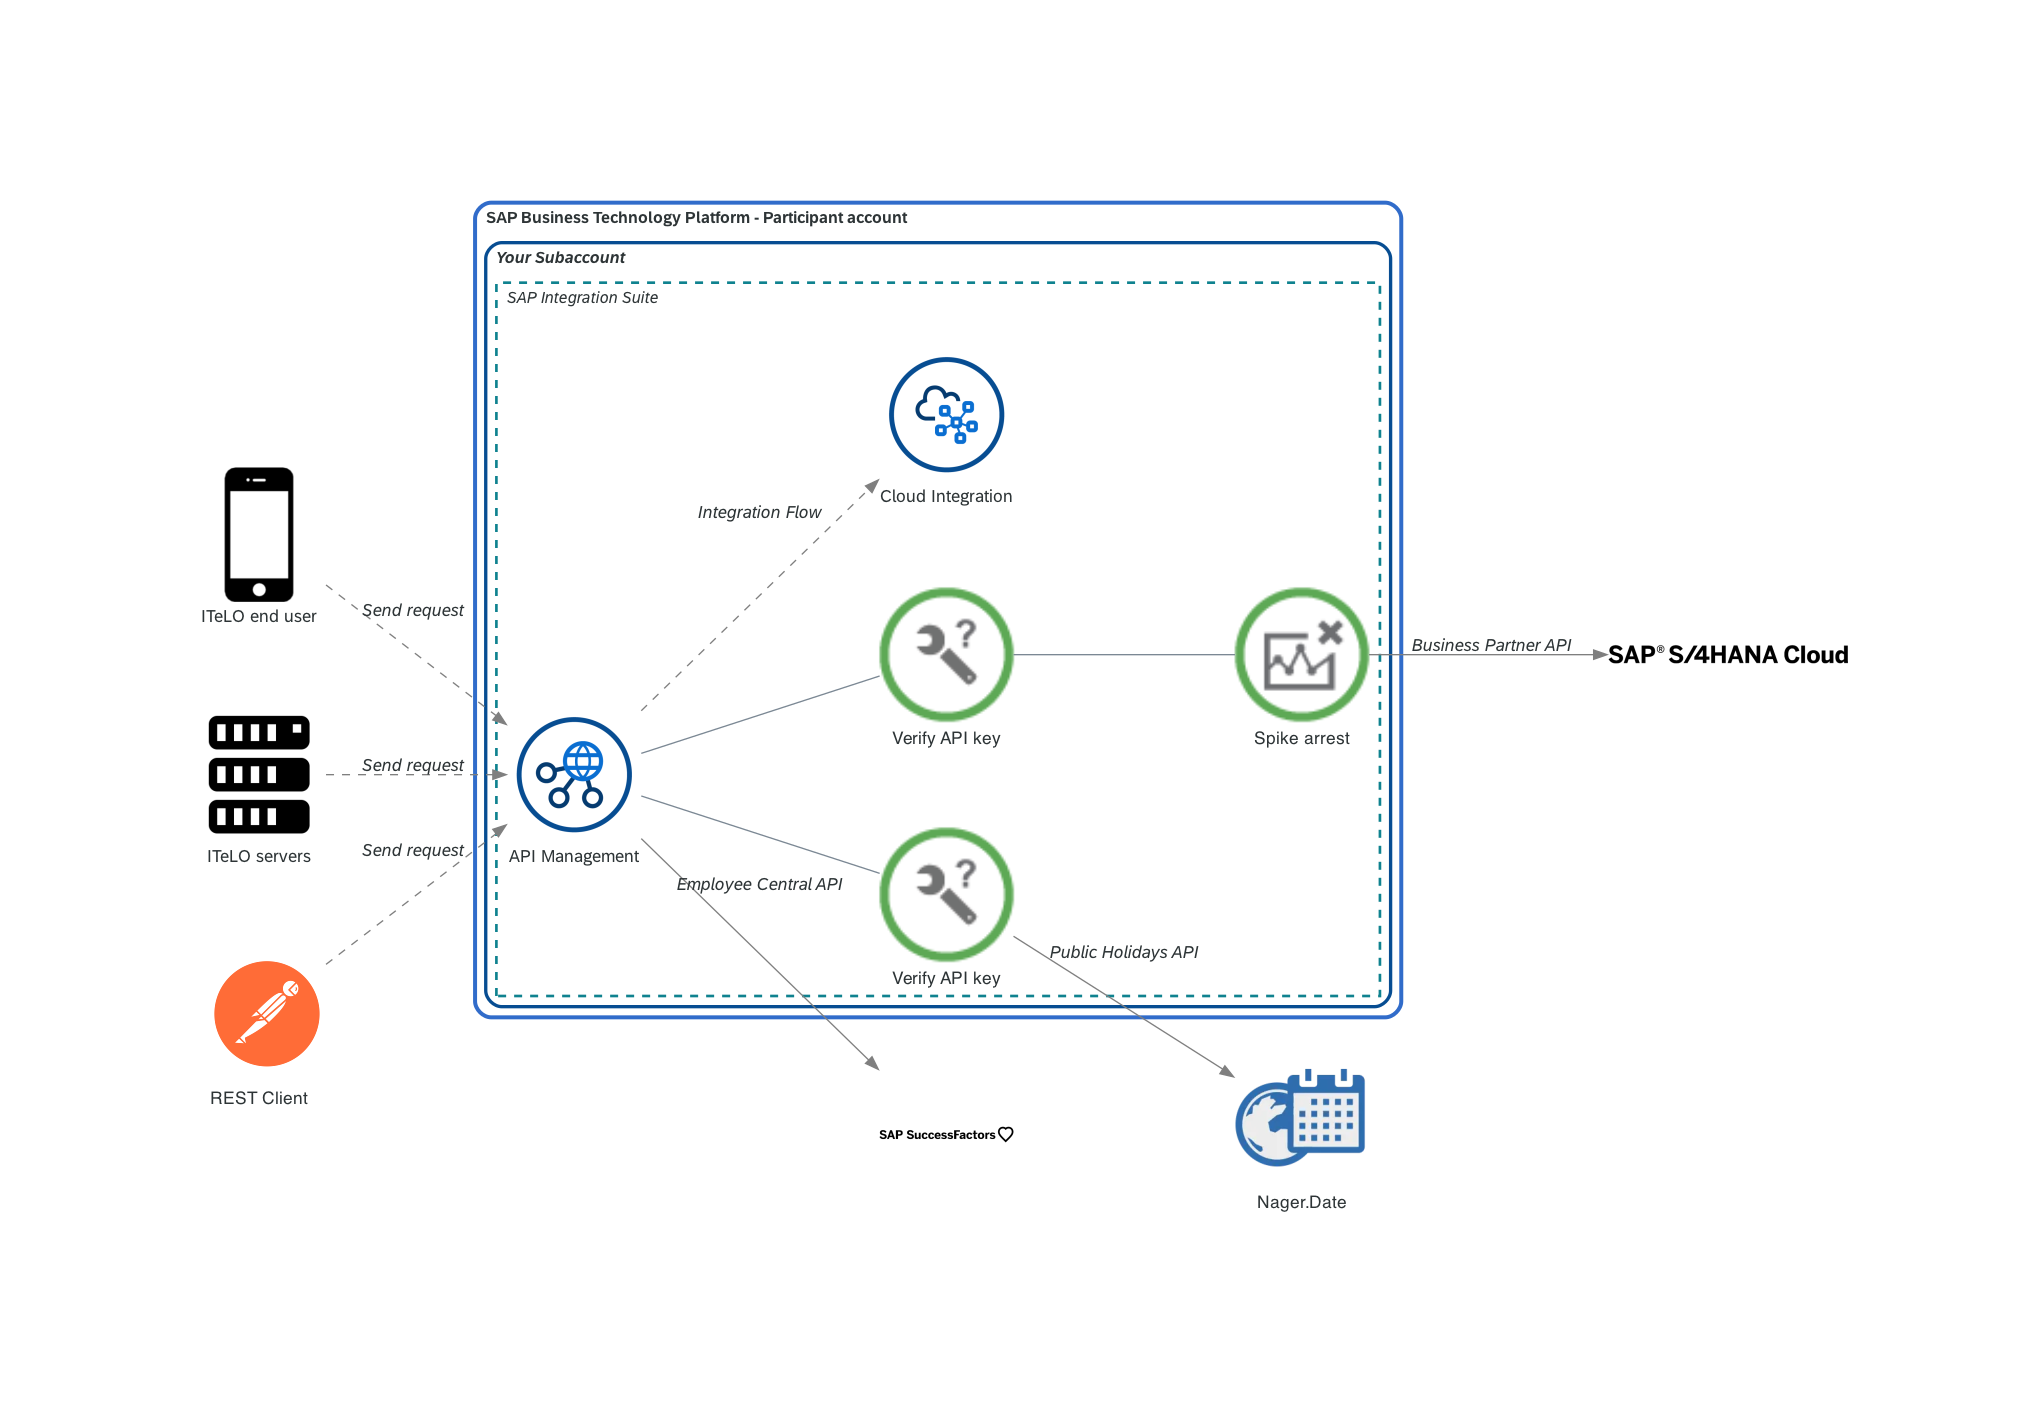 SAP Business Technology Platform - Participant account
Your Subaccount
SAP Integration Suite
Cloud Integration
Integration Flow
ITeLO end user
Send request
Verify API key
Spike arrest
Business Partner API
SAP® S/4HANA Cloud
ITeLO servers
Send request
API Management
Send request
Employee Central API
Verify API key
Public Holidays API
REST Client
SAP SuccessFactors
Nager.Date